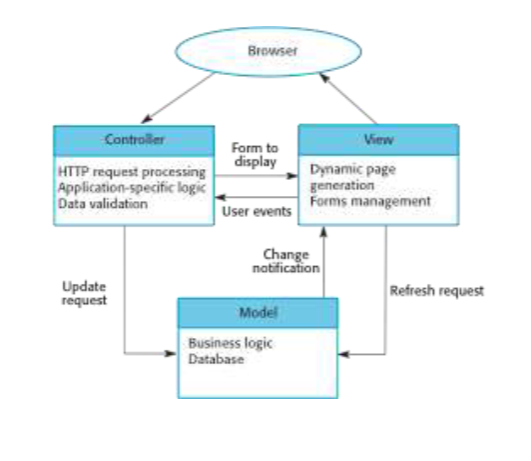 Browser
Controller
HTTP request processing
Application-specific logic
Data validation
Form to
display
User events
View
Dynamic page
generation
Forms management
Update
request
Change
notification
Refresh request
Model
Business logic
Database